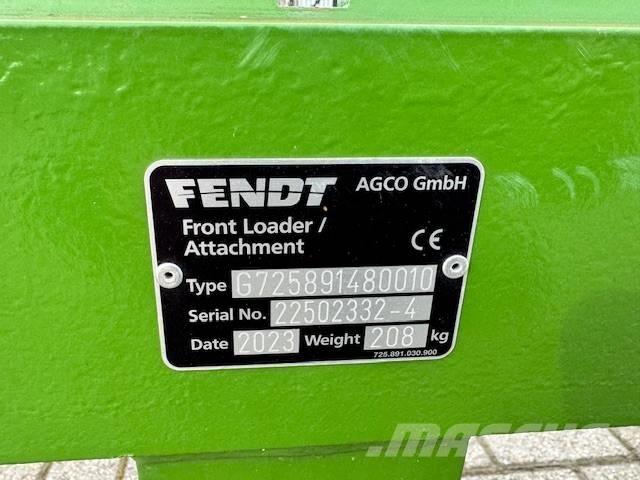 FENDT AGCO GmbH
Front Loader /
Attachment CE
Type G725891480010
Serial No. 22502332-4
Date 2023 Weight 208 kg
725.891.030.900
MASCUS